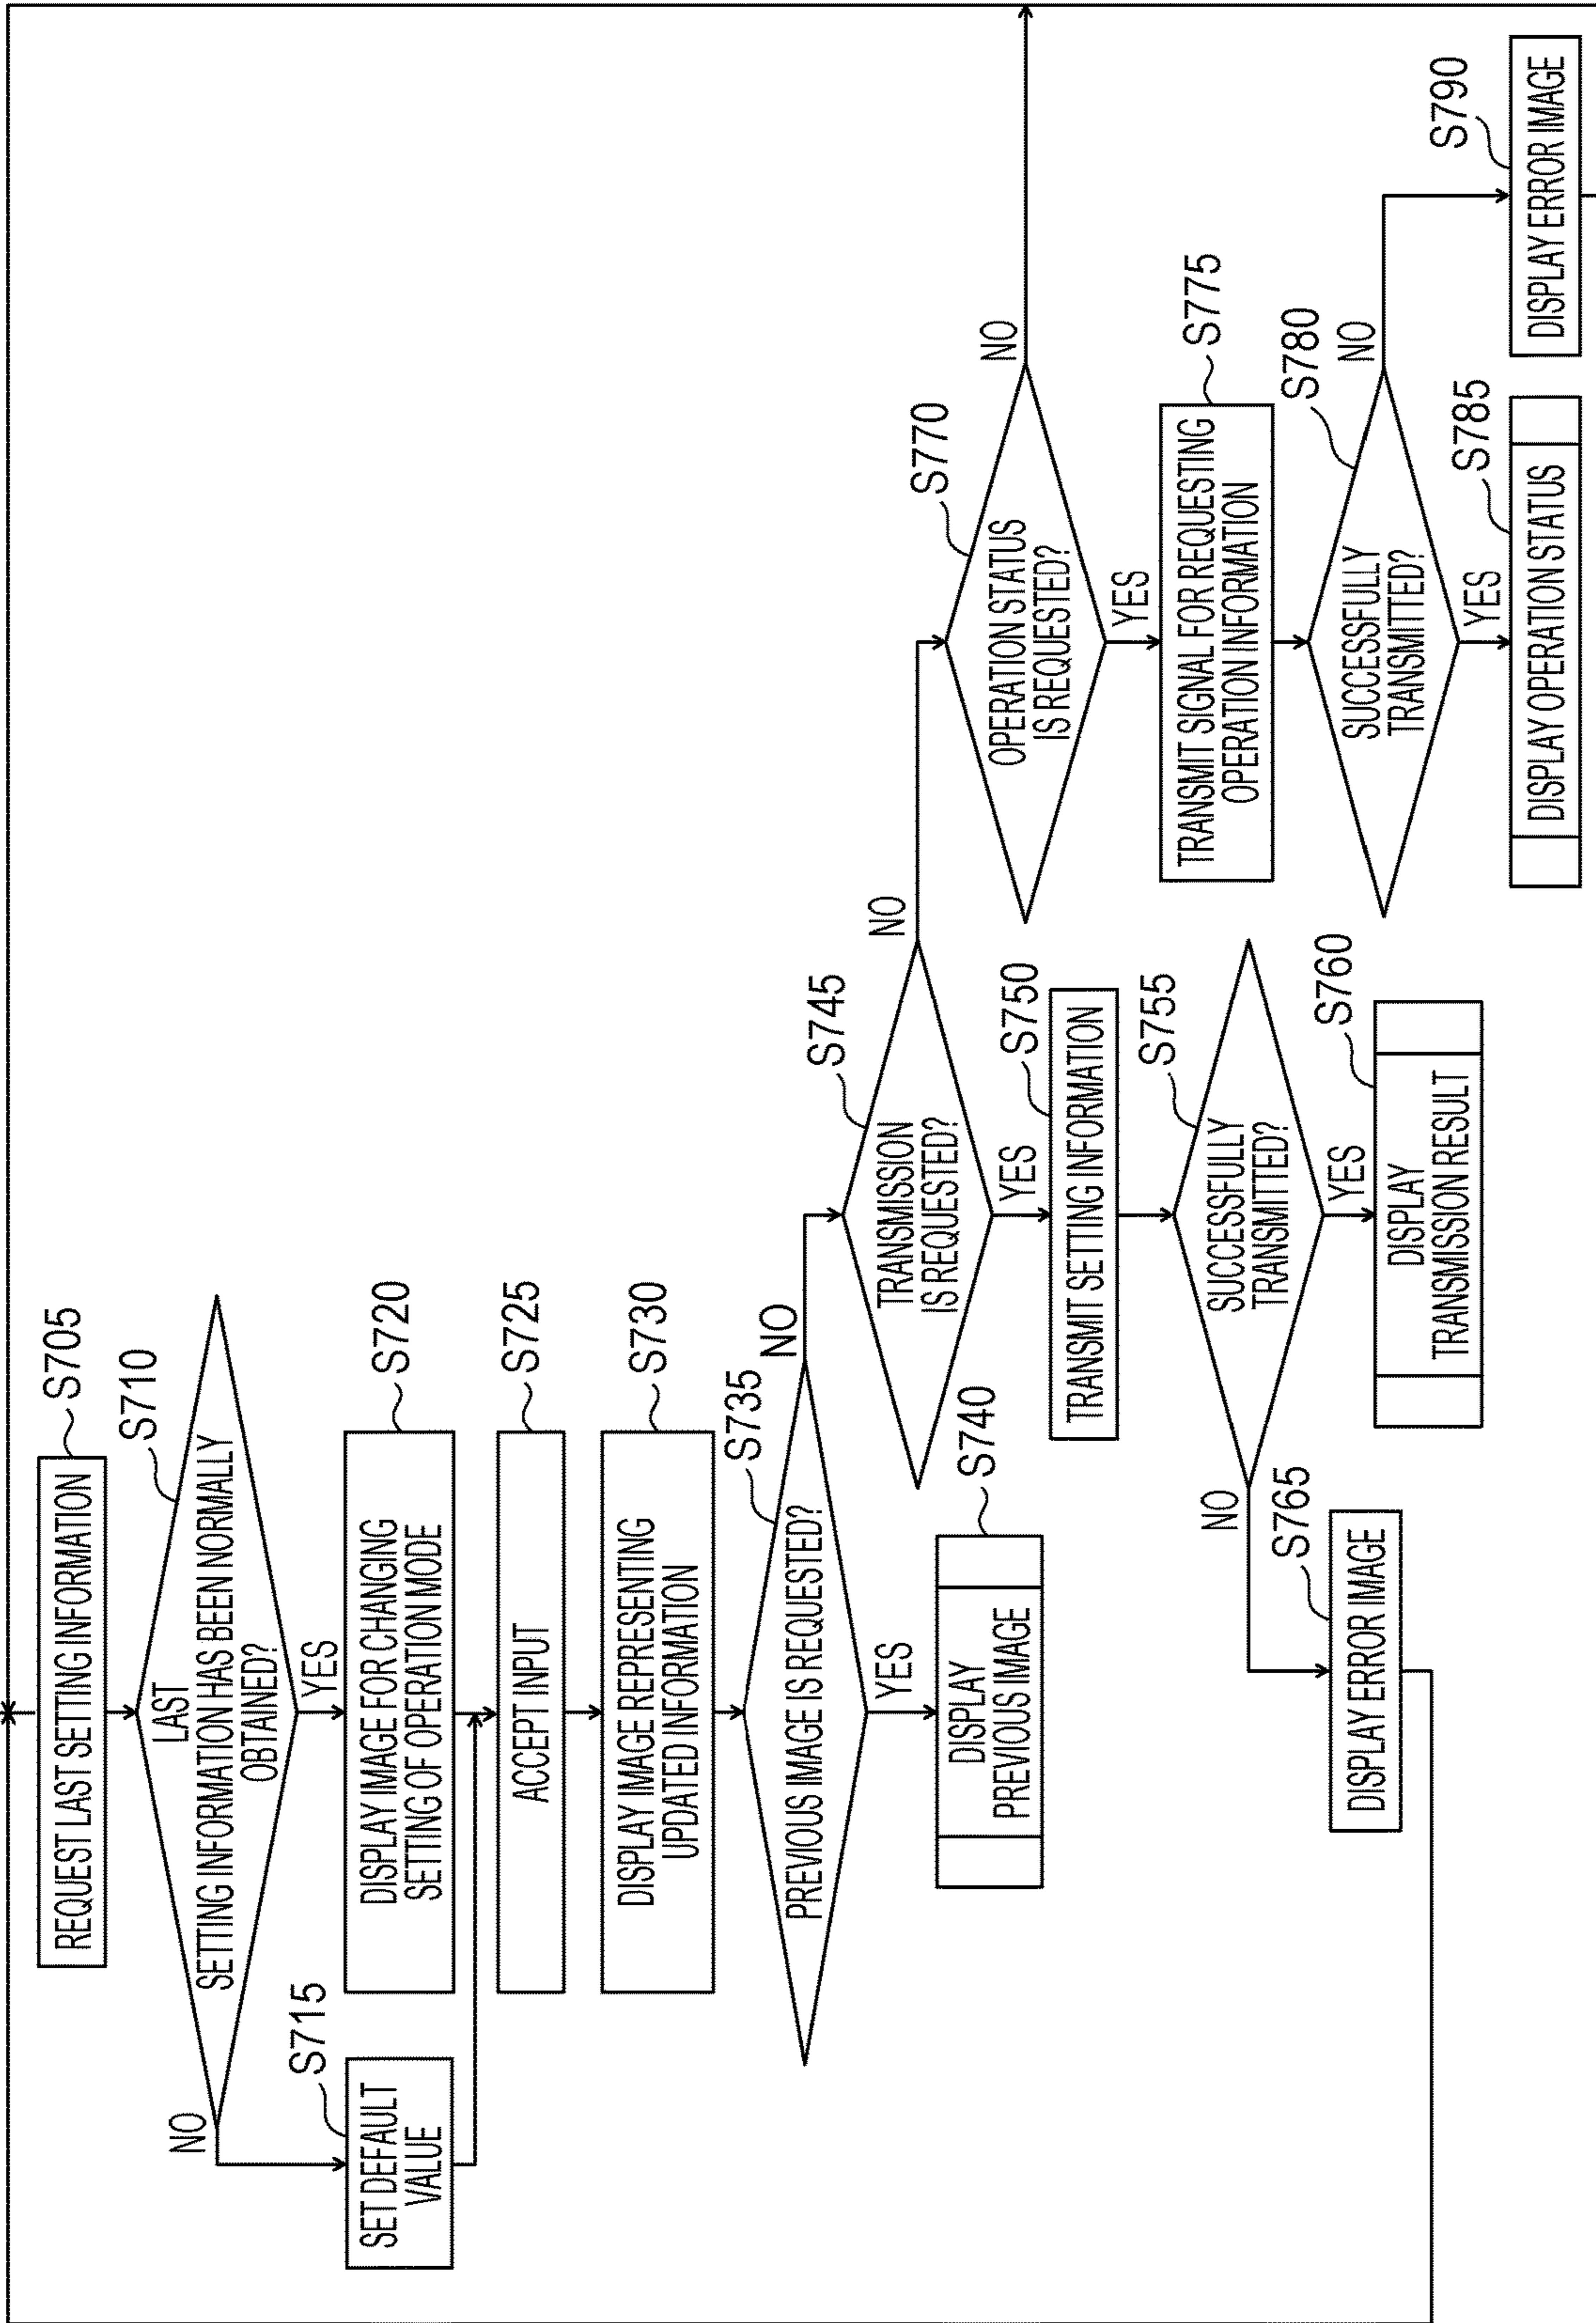 S705
REQUEST LAST SETTING INFORMATION
S710
LAST
SETTING INFORMATION HAS BEEN NORMALLY
OBTAINED?
NO
YES
S715
SET DEFAULT
VALUE
S720
DISPLAY IMAGE FOR CHANGING
SETTING OF OPERATION MODE
S725
ACCEPT INPUT
S730
DISPLAY IMAGE REPRESENTING
UPDATED INFORMATION
S735
PREVIOUS IMAGE IS REQUESTED?
NO
YES
S740
DISPLAY
PREVIOUS IMAGE
S745
TRANSMISSION
IS REQUESTED?
NO
YES
S750
TRANSMIT SETTING INFORMATION
S755
SUCCESSFULLY
TRANSMITTED?
NO
YES
S760
DISPLAY
TRANSMISSION RESULT
S765
DISPLAY ERROR IMAGE
S770
OPERATION STATUS
IS REQUESTED?
NO
YES
S775
TRANSMIT SIGNAL FOR REQUESTING
OPERATION INFORMATION
S780
SUCCESSFULLY
TRANSMITTED?
NO
YES
S785
DISPLAY OPERATION STATUS
S790
DISPLAY ERROR IMAGE